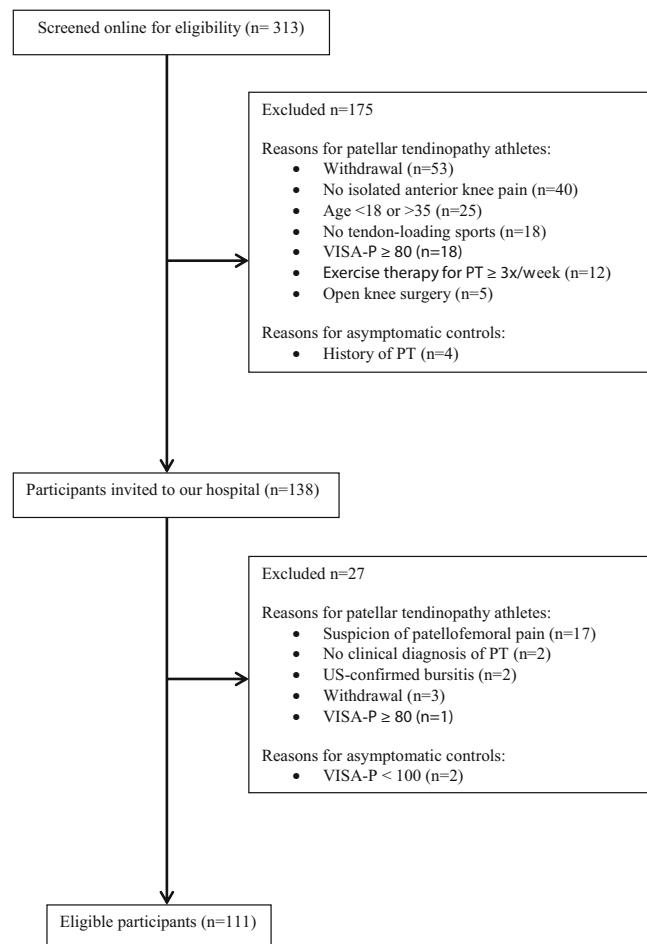 Screened online for eligibility (n= 313)
Excluded n=175
Reasons for patellar tendinopathy athletes:
• Withdrawal (n=53)
• No isolated anterior knee pain (n=40)
• Age <18 or >35 (n=25)
• No tendon-loading sports (n=18)
• VISA-P ≥ 80 (n=18)
• Exercise therapy for PT ≥ 3x/week (n=12)
• Open knee surgery (n=5)
Reasons for asymptomatic controls:
• History of PT (n=4)
Participants invited to our hospital (n=138)
Excluded n=27
Reasons for patellar tendinopathy athletes:
• Suspicion of patellofemoral pain (n=17)
• No clinical diagnosis of PT (n=2)
• US-confirmed bursitis (n=2)
• Withdrawal (n=3)
• VISA-P ≥ 80 (n=1)
Reasons for asymptomatic controls:
• VISA-P < 100 (n=2)
Eligible participants (n=111)